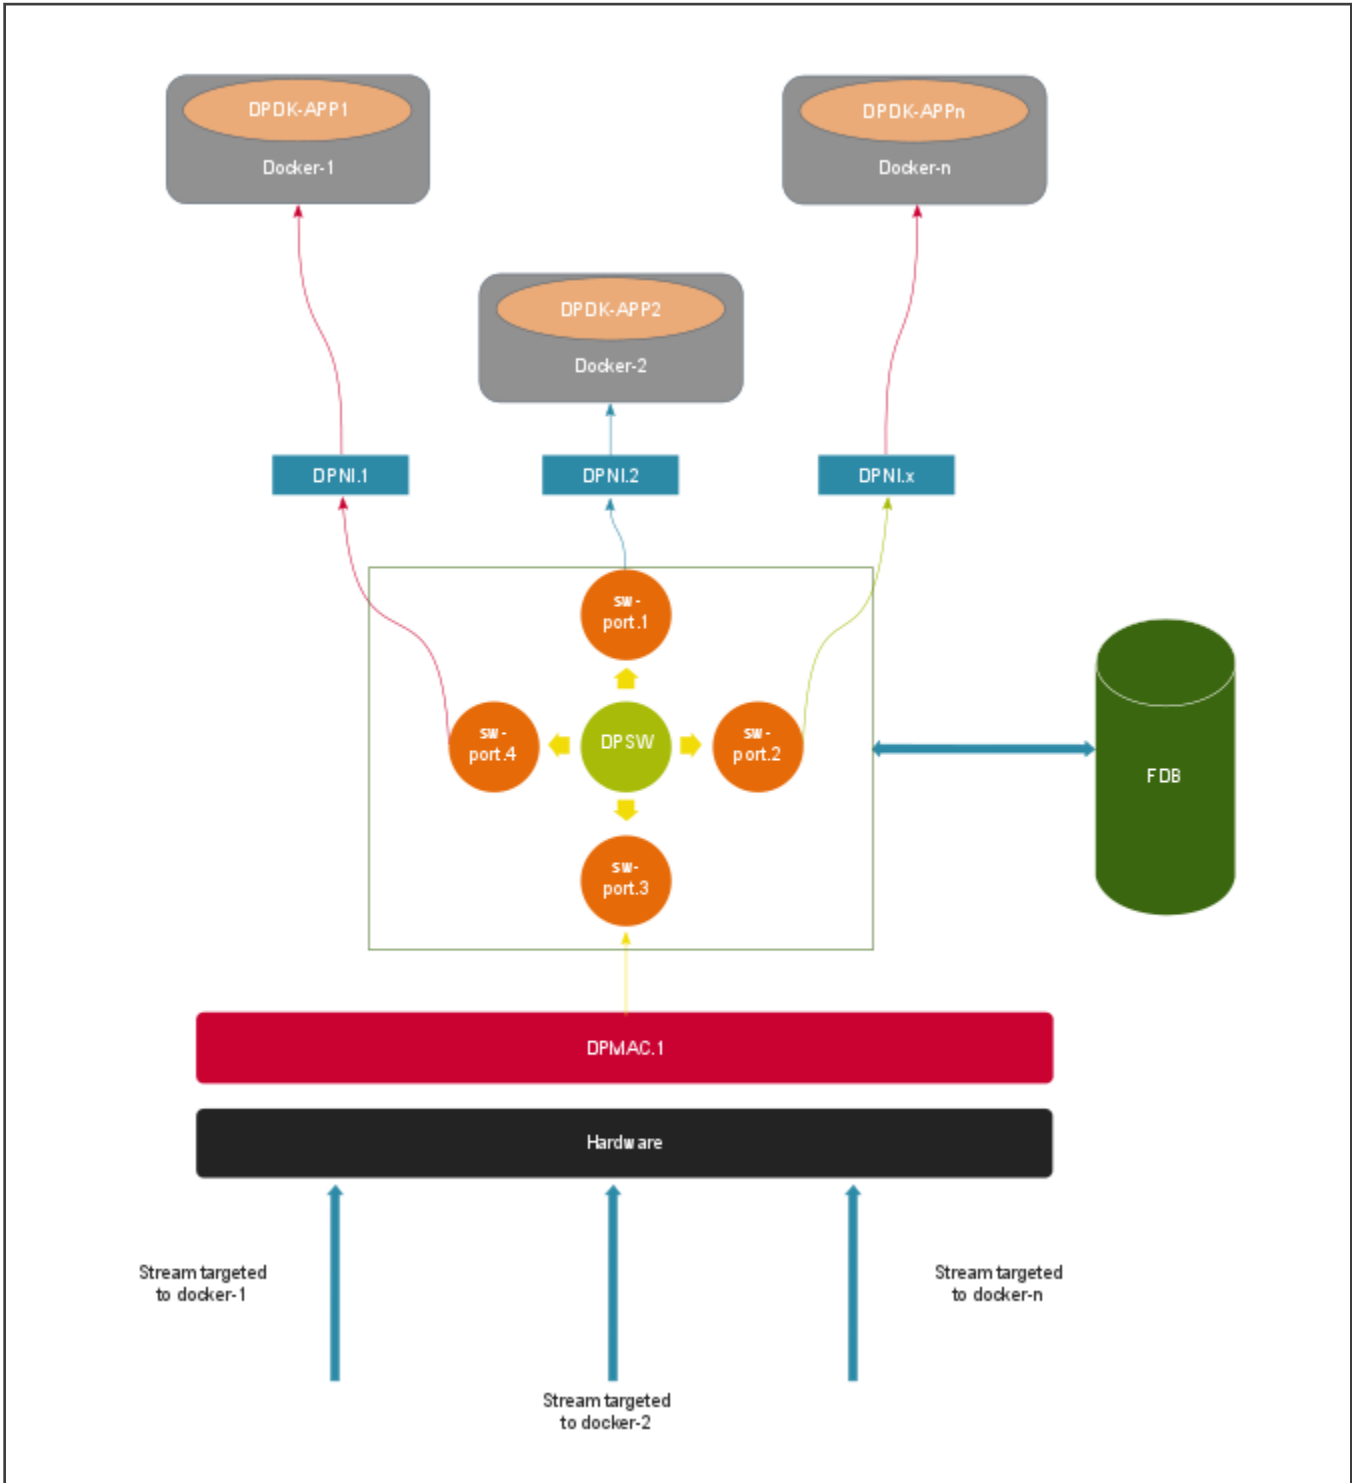 DPDK-APP1
Docker-1
DPDK-APPn
Docker-n
DPDK-APP2
Docker-2
DPNI.1
DPNI.2
DPNI.x
sw-
port.1
sw-
port.4
DPSW
sw-
port.2
FDB
sw-
port.3
DPMAC.1
Hardware
Stream targeted
to docker-1
Stream targeted
to docker-n
Stream targeted
to docker-2